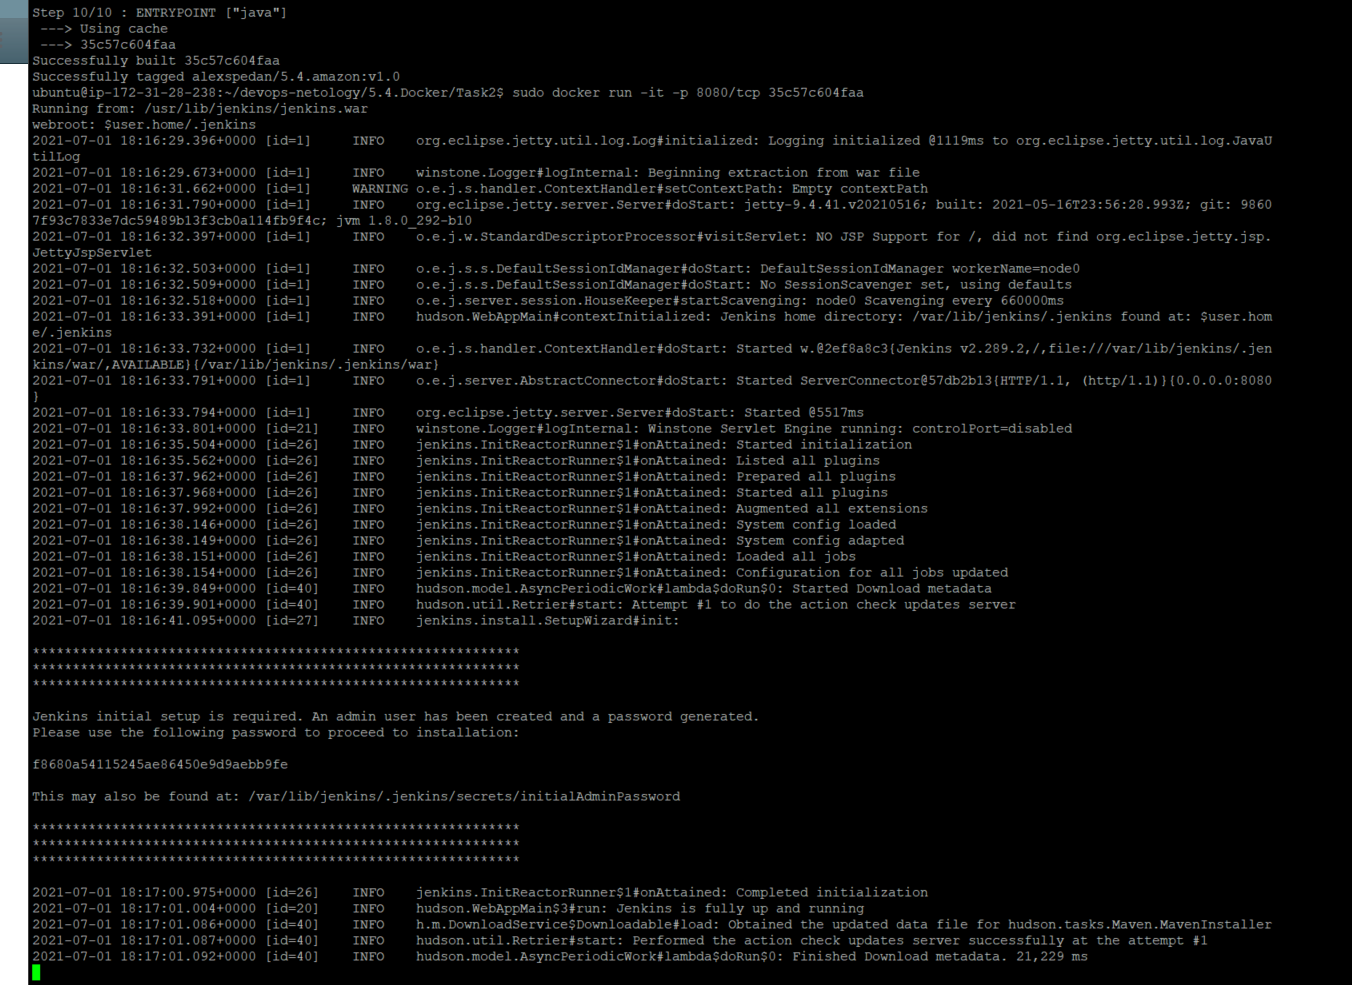 Step 10/10 : ENTRYPOINT ["java"]
 ---> Using cache
 ---> 35c57c604faa
Successfully built 35c57c604faa
Successfully tagged alexspedan/5.4.amazon:v1.0
ubuntu@ip-172-31-28-238:~/devops-netology/5.4.Docker/Task2$ sudo docker run -it -p 8080/tcp 35c57c604faa
Running from: /usr/lib/jenkins/jenkins.war
webroot: $user.home/.jenkins
2021-07-01 18:16:29.396+0000 [id=1]     INFO    org.eclipse.jetty.util.log.Log#initialized: Logging initialized @1119ms to org.eclipse.jetty.util.log.JavaU
tilLog
2021-07-01 18:16:29.673+0000 [id=1]     INFO    winstone.Logger#logInternal: Beginning extraction from war file
2021-07-01 18:16:31.662+0000 [id=1]     WARNING o.e.j.s.handler.ContextHandler#setContextPath: Empty contextPath
2021-07-01 18:16:31.790+0000 [id=1]     INFO    org.eclipse.jetty.server.Server#doStart: jetty-9.4.41.v20210516; built: 2021-05-16T23:56:28.993Z; git: 9860
7f93c7833e7dc59489b13f3cb0a114fb9f4c; jvm 1.8.0_292-b10
2021-07-01 18:16:32.397+0000 [id=1]     INFO    o.e.j.w.StandardDescriptorProcessor#visitServlet: NO JSP Support for /, did not find org.eclipse.jetty.jsp.
JettyJspServlet
2021-07-01 18:16:32.503+0000 [id=1]     INFO    o.e.j.s.s.DefaultSessionIdManager#doStart: DefaultSessionIdManager workerName=node0
2021-07-01 18:16:32.509+0000 [id=1]     INFO    o.e.j.s.s.DefaultSessionIdManager#doStart: No SessionScavenger set, using defaults
2021-07-01 18:16:32.518+0000 [id=1]     INFO    o.e.j.server.session.HouseKeeper#startScavenging: node0 Scavenging every 660000ms
2021-07-01 18:16:33.391+0000 [id=1]     INFO    hudson.WebAppMain#contextInitialized: Jenkins home directory: /var/lib/jenkins/.jenkins found at: $user.hom
e/.jenkins
2021-07-01 18:16:33.732+0000 [id=1]     INFO    o.e.j.s.handler.ContextHandler#doStart: Started w.@2ef8a8c3{Jenkins v2.289.2,/,file:///var/lib/jenkins/.jen
kins/war/,AVAILABLE}{/var/lib/jenkins/.jenkins/war}
2021-07-01 18:16:33.791+0000 [id=1]     INFO    o.e.j.server.AbstractConnector#doStart: Started ServerConnector@57db2b13{HTTP/1.1, (http/1.1)}{0.0.0.0:8080
}
2021-07-01 18:16:33.794+0000 [id=1]     INFO    org.eclipse.jetty.server.Server#doStart: Started @5517ms
2021-07-01 18:16:33.801+0000 [id=21]    INFO    winstone.Logger#logInternal: Winstone Servlet Engine running: controlPort=disabled
2021-07-01 18:16:35.504+0000 [id=26]    INFO    jenkins.InitReactorRunner$1#onAttained: Started initialization
2021-07-01 18:16:35.562+0000 [id=26]    INFO    jenkins.InitReactorRunner$1#onAttained: Listed all plugins
2021-07-01 18:16:37.962+0000 [id=26]    INFO    jenkins.InitReactorRunner$1#onAttained: Prepared all plugins
2021-07-01 18:16:37.968+0000 [id=26]    INFO    jenkins.InitReactorRunner$1#onAttained: Started all plugins
2021-07-01 18:16:37.992+0000 [id=26]    INFO    jenkins.InitReactorRunner$1#onAttained: Augmented all extensions
2021-07-01 18:16:38.146+0000 [id=26]    INFO    jenkins.InitReactorRunner$1#onAttained: System config loaded
2021-07-01 18:16:38.149+0000 [id=26]    INFO    jenkins.InitReactorRunner$1#onAttained: System config adapted
2021-07-01 18:16:38.151+0000 [id=26]    INFO    jenkins.InitReactorRunner$1#onAttained: Loaded all jobs
2021-07-01 18:16:38.154+0000 [id=26]    INFO    jenkins.InitReactorRunner$1#onAttained: Configuration for all jobs updated
2021-07-01 18:16:39.849+0000 [id=40]    INFO    hudson.model.AsyncPeriodicWork#lambda$doRun$0: Started Download metadata
2021-07-01 18:16:39.901+0000 [id=40]    INFO    hudson.util.Retrier#start: Attempt #1 to do the action check updates server
2021-07-01 18:16:41.095+0000 [id=27]    INFO    jenkins.install.SetupWizard#init:
*************************************************************
*************************************************************
*************************************************************
Jenkins initial setup is required. An admin user has been created and a password generated.
Please use the following password to proceed to installation:
f8680a54115245ae86450e9d9aebb9fe
This may also be found at: /var/lib/jenkins/.jenkins/secrets/initialAdminPassword
*************************************************************
*************************************************************
*************************************************************
2021-07-01 18:17:00.975+0000 [id=26]    INFO    jenkins.InitReactorRunner$1#onAttained: Completed initialization
2021-07-01 18:17:01.004+0000 [id=20]    INFO    hudson.WebAppMain$3#run: Jenkins is fully up and running
2021-07-01 18:17:01.086+0000 [id=40]    INFO    h.m.DownloadService$Downloadable#load: Obtained the updated data file for hudson.tasks.Maven.MavenInstaller
2021-07-01 18:17:01.087+0000 [id=40]    INFO    hudson.util.Retrier#start: Performed the action check updates server successfully at the attempt #1
2021-07-01 18:17:01.092+0000 [id=40]    INFO    hudson.model.AsyncPeriodicWork#lambda$doRun$0: Finished Download metadata. 21,229 ms